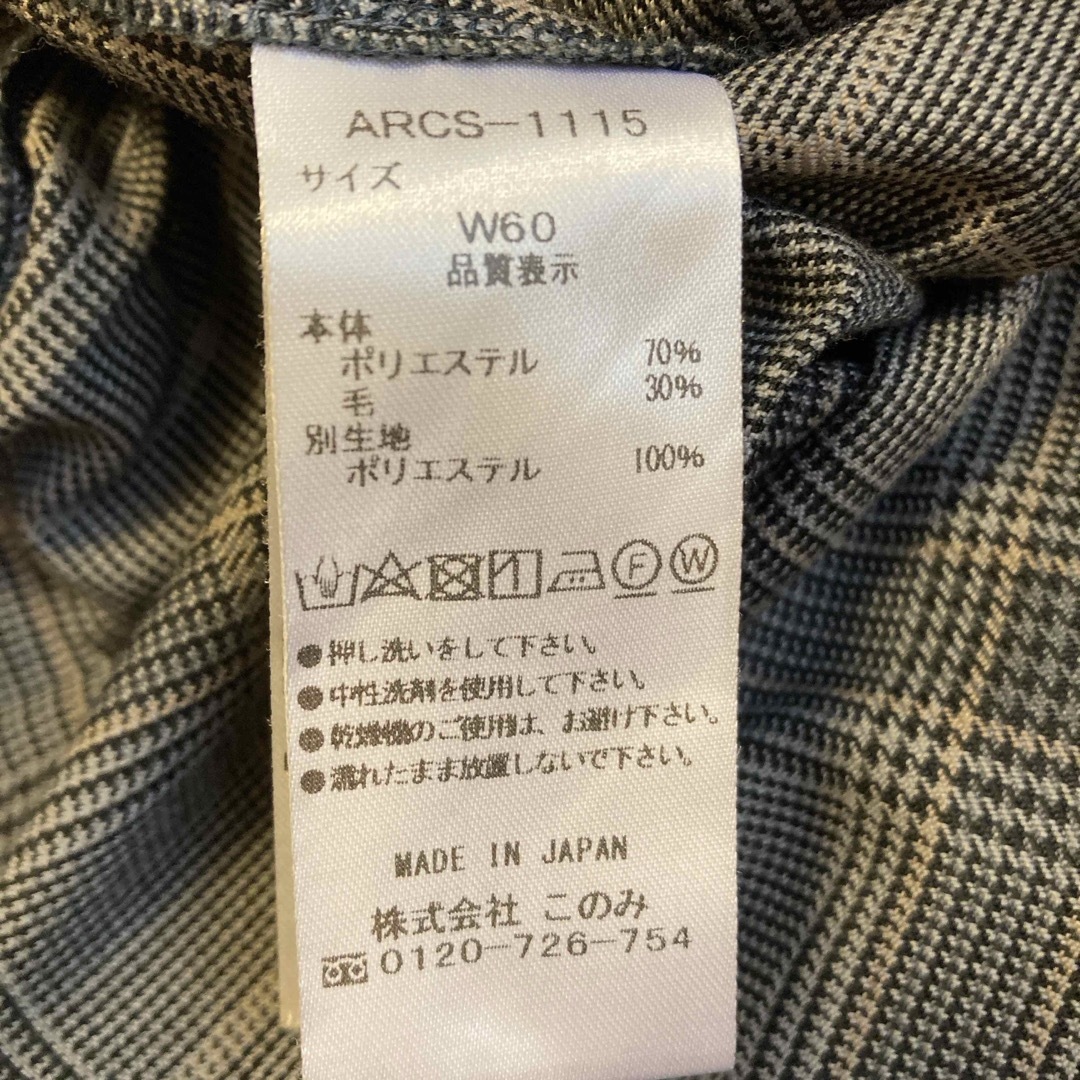 ARCS-1115
サイズ
W60
品質表示
本体
ポリエステル 70%
毛 30%
別生地
ポリエステル 100%
F W
●押し洗いをして下さい。
●中性洗剤を使用して下さい。
●乾燥機のご使用は、お避け下さい。
●濡れたまま放置しないで下さい。
MADE IN JAPAN
株式会社 このみ
0120-726-754